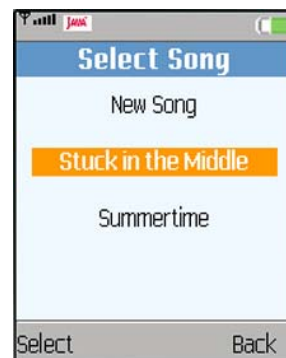 JAVA
Select Song
New Song
Stuck in the Middle
Summertime
Select Back